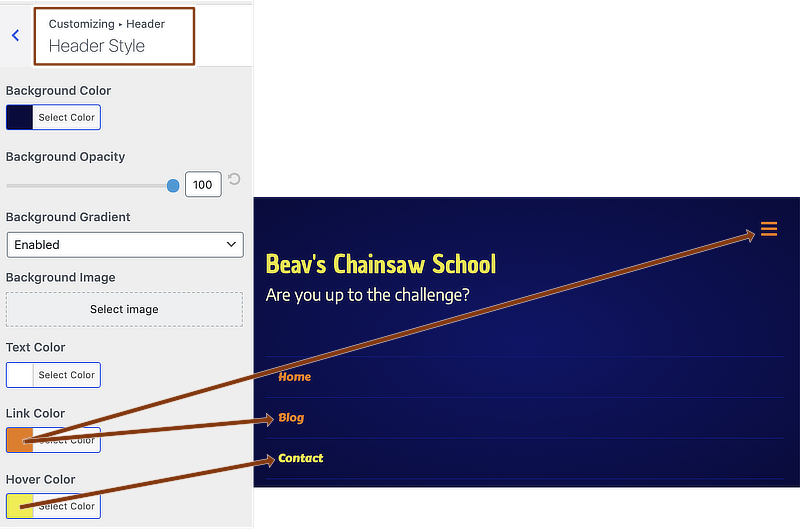 Customizing ▸ Header
Header Style
Background Color
Select Color
Background Opacity
100
Background Gradient
Enabled
Background Image
Select image
Text Color
Select Color
Link Color
Select Color
Hover Color
Select Color
Beav's Chainsaw School
Are you up to the challenge?
Home
Blog
Contact